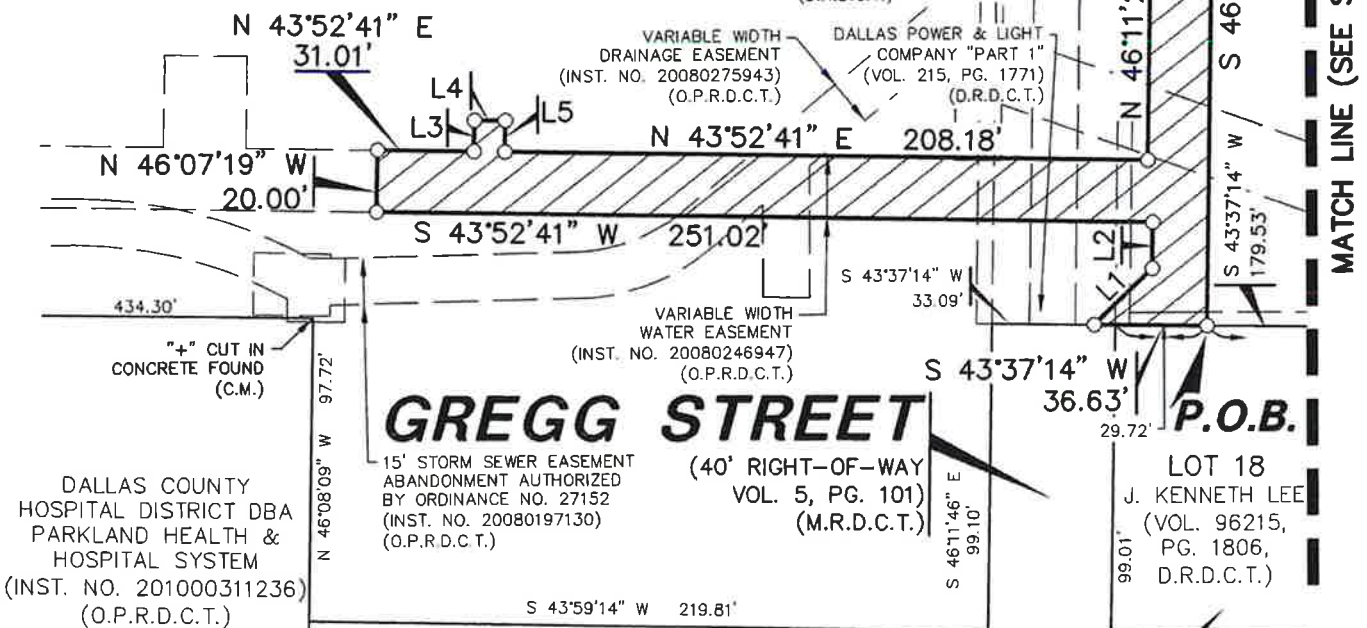 N 43°52'41" E
31.01'
VARIABLE WIDTH
DRAINAGE EASEMENT
(INST. NO. 20080275943)
(O.P.R.D.C.T.)
DALLAS POWER & LIGHT
COMPANY "PART 1"
(VOL. 215, PG. 1771)
(D.R.D.C.T.)
N 46°11'2
S 46
MATCH LINE (SEE S
L4
L3
L5
N 43°52'41" E 208.18'
N 46°07'19" W
20.00'
S 43°52'41" W 251.02'
L2
L1
S 43°37'14" W
179.53'
S 43°37'14" W
33.09'
434.30'
"+" CUT IN
CONCRETE FOUND
(C.M.)
VARIABLE WIDTH
WATER EASEMENT
(INST. NO. 20080246947)
(O.P.R.D.C.T.)
S 43°37'14" W
36.63'
29.72'
P.O.B.
N 46°08'09" W 97.72'
GREGG STREET
(40' RIGHT-OF-WAY
VOL. 5, PG. 101)
(M.R.D.C.T.)
15' STORM SEWER EASEMENT
ABANDONMENT AUTHORIZED
BY ORDINANCE NO. 27152
(INST. NO. 20080197130)
(O.P.R.D.C.T.)
DALLAS COUNTY
HOSPITAL DISTRICT DBA
PARKLAND HEALTH &
HOSPITAL SYSTEM
(INST. NO. 201000311236)
(O.P.R.D.C.T.)
S 46°11'46" E
99.10'
99.01'
LOT 18
J. KENNETH LEE
(VOL. 96215,
PG. 1806,
D.R.D.C.T.)
S 43°59'14" W 219.81'